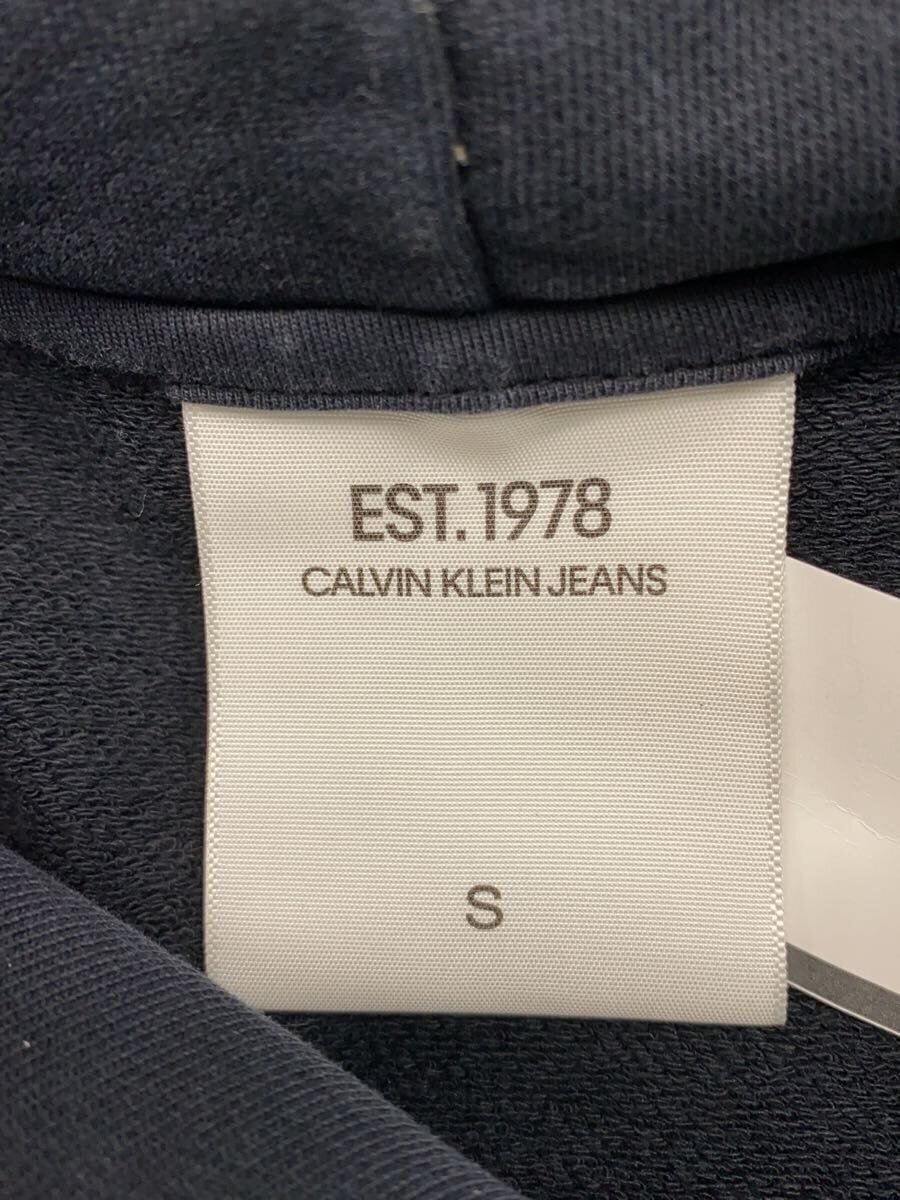 EST. 1978
CALVIN KLEIN JEANS
S